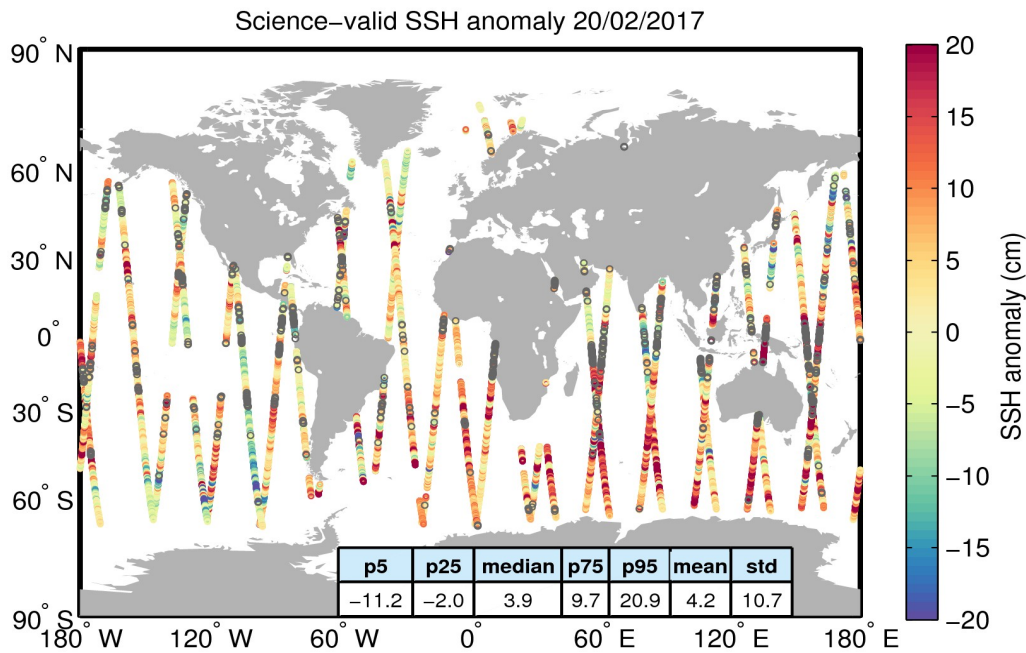 Science−valid SSH anomaly 20/02/2017
90° N
60° N
30° N
0°
30° S
60° S
90° S
180° W
120° W
60° W
0°
60° E
120° E
180° E
p5 p25 median p75 p95 mean std
−11.2 −2.0 3.9 9.7 20.9 4.2 10.7
20
15
10
5
0
−5
−10
−15
−20
SSH anomaly (cm)